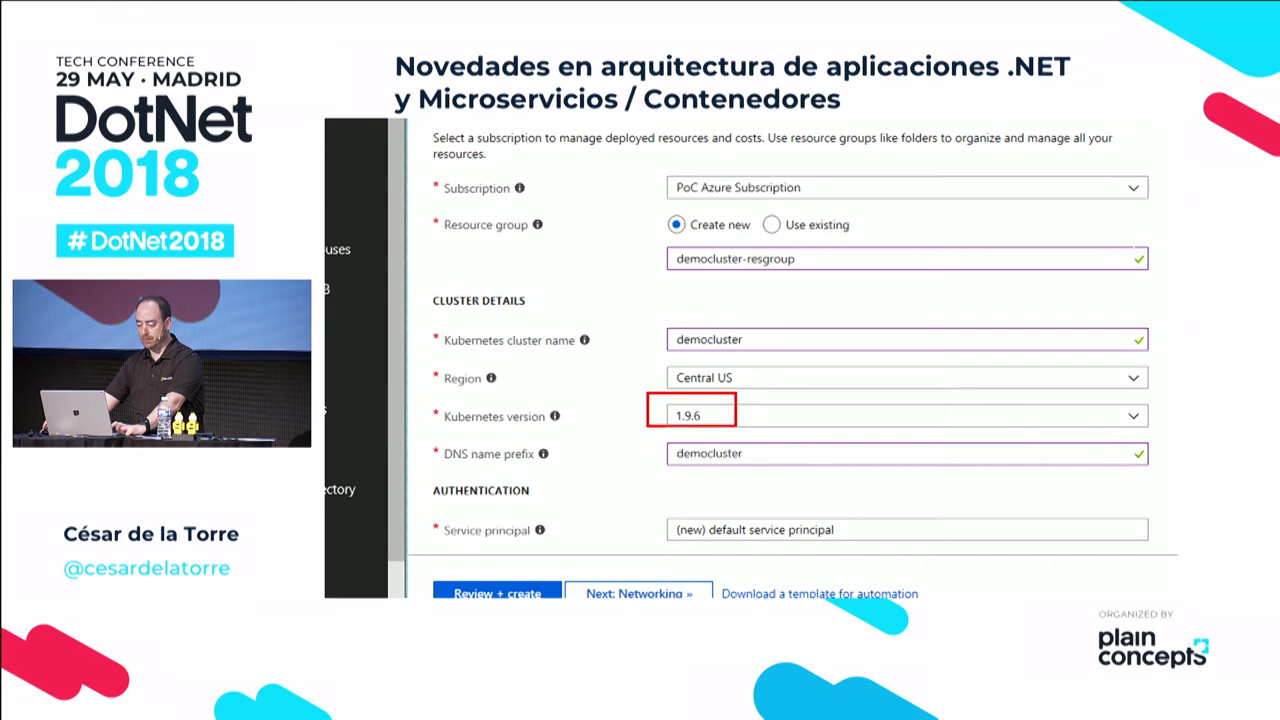 TECH CONFERENCE
29 MAY · MADRID
DotNet
2018
#DotNet2018
César de la Torre
@cesardelatorre
Novedades en arquitectura de aplicaciones .NET
y Microservicios / Contenedores
Select a subscription to manage deployed resources and costs. Use resource groups like folders to organize and manage all your
resources.
* Subscription
PoC Azure Subscription
* Resource group
Create new
Use existing
democluster-resgroup
CLUSTER DETAILS
* Kubernetes cluster name
democluster
* Region
Central US
* Kubernetes version
1.9.6
* DNS name prefix
democluster
AUTHENTICATION
* Service principal
(new) default service principal
Review + create
Next: Networking »
Download a template for automation
ORGANIZED BY
plain
concepts